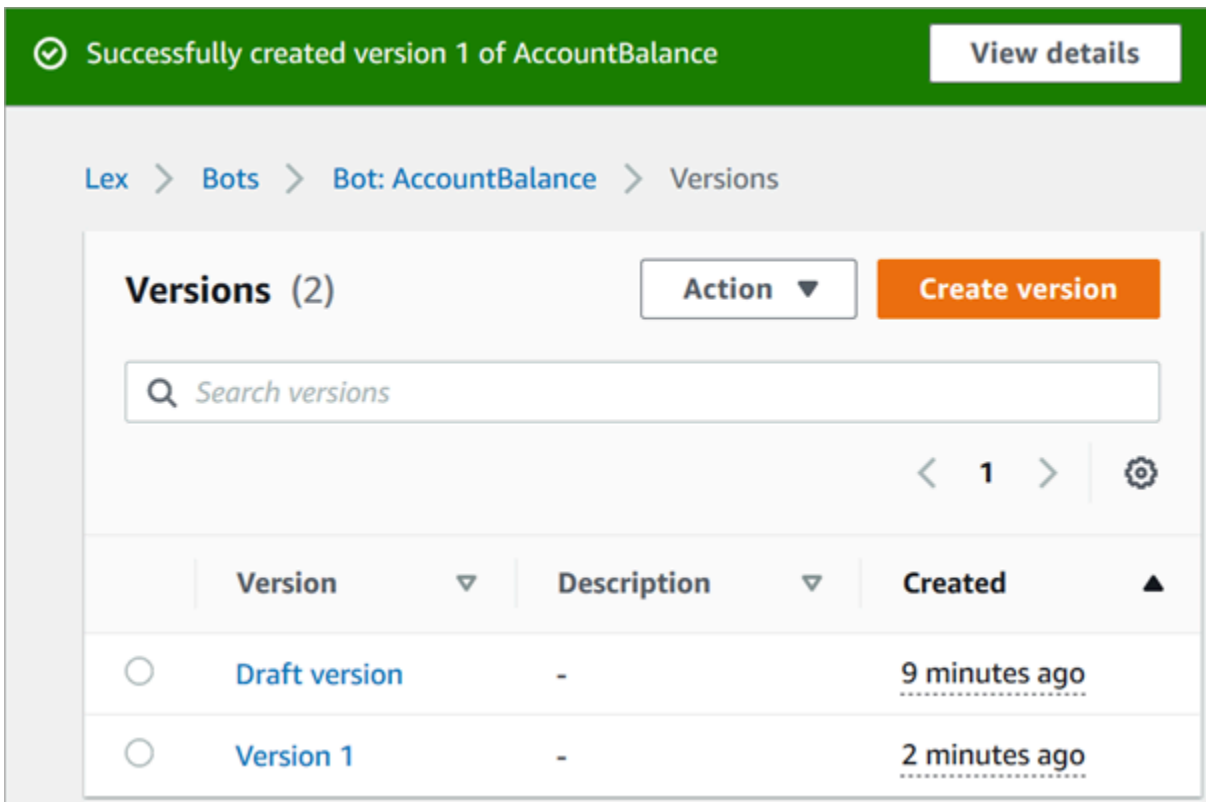 Successfully created version 1 of AccountBalance View details
Lex > Bots > Bot: AccountBalance > Versions
Versions (2) Action ▼ Create version
Search versions
< 1 >
Version Description Created
Draft version - 9 minutes ago
Version 1 - 2 minutes ago